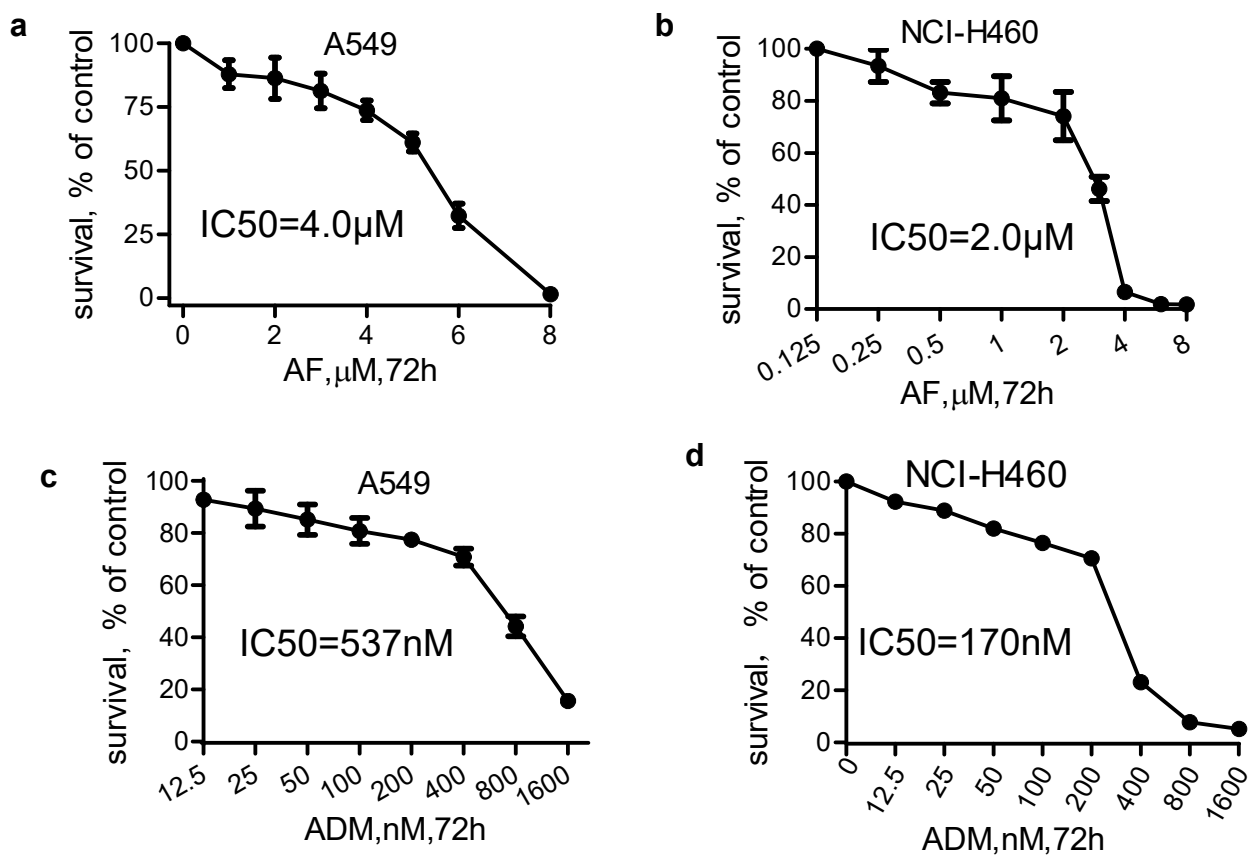 a
A549
survival, % of control
100
75
50
25
0
IC50=4.0µM
0 2 4 6 8
AF,µM,72h
b
NCI-H460
survival, % of control
100
80
60
40
20
0
IC50=2.0µM
0.125 0.25 0.5 1 2 4 8
AF,µM,72h
c
A549
survival, % of control
100
80
60
40
20
0
IC50=537nM
12.5 25 50 100 200 400 800 1600
ADM,nM,72h
d
NCI-H460
survival, % of control
100
80
60
40
20
0
IC50=170nM
0 12.5 25 50 100 200 400 800 1600
ADM,nM,72h